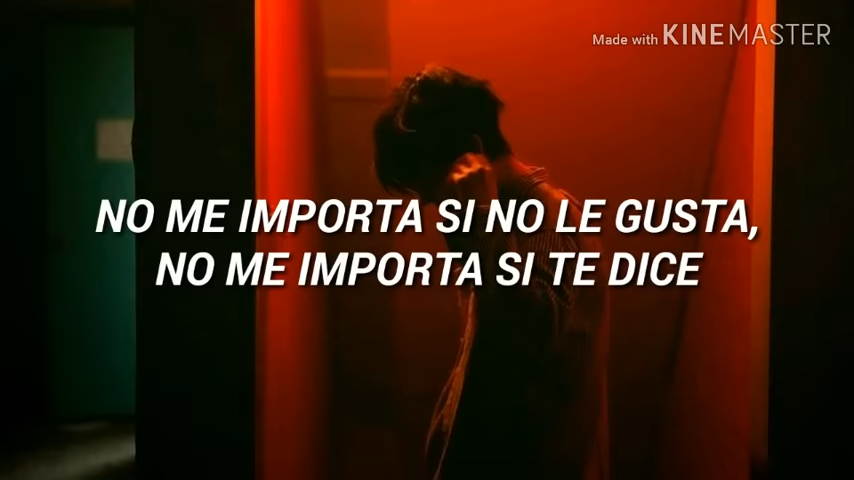 Made with KINEMASTER
NO ME IMPORTA SI NO LE GUSTA,
NO ME IMPORTA SI TE DICE